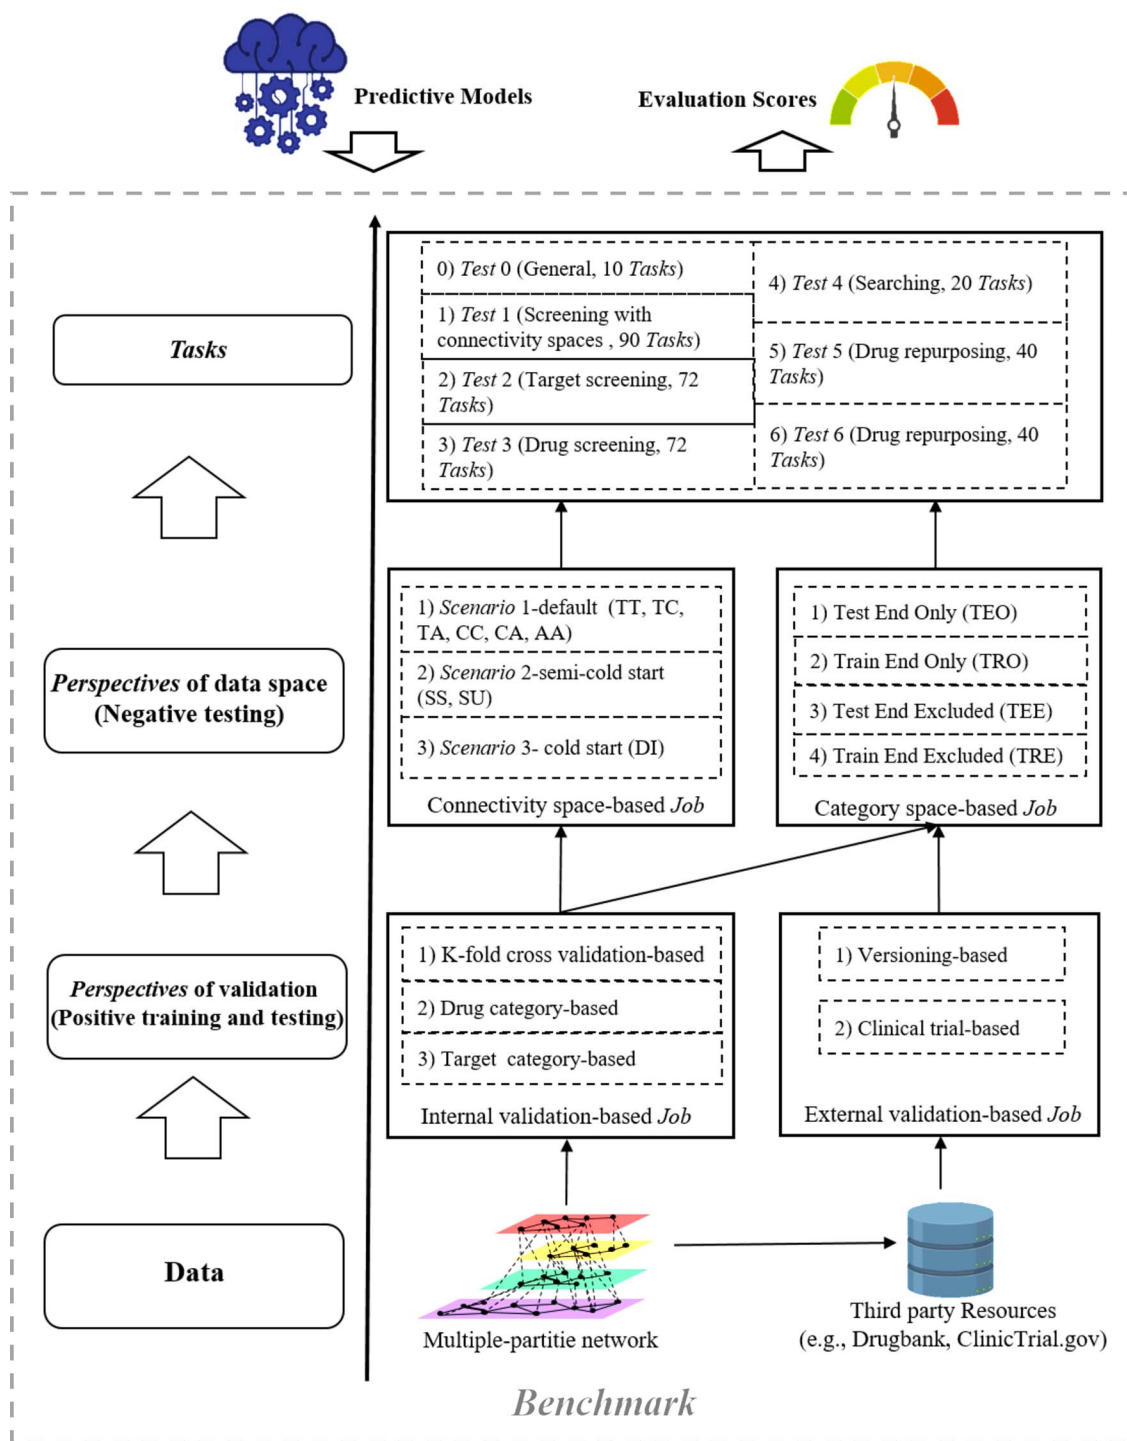 Predictive Models
Evaluation Scores
Tasks
0) Test 0 (General, 10 Tasks)
1) Test 1 (Screening with
connectivity spaces , 90 Tasks)
2) Test 2 (Target screening, 72
Tasks)
3) Test 3 (Drug screening, 72
Tasks)
4) Test 4 (Searching, 20 Tasks)
5) Test 5 (Drug repurposing, 40
Tasks)
6) Test 6 (Drug repurposing, 40
Tasks)
Perspectives of data space
(Negative testing)
1) Scenario 1-default (TT, TC,
TA, CC, CA, AA)
2) Scenario 2-semi-cold start
(SS, SU)
3) Scenario 3- cold start (DI)
Connectivity space-based Job
1) Test End Only (TEO)
2) Train End Only (TRO)
3) Test End Excluded (TEE)
4) Train End Excluded (TRE)
Category space-based Job
Perspectives of validation
(Positive training and testing)
1) K-fold cross validation-based
2) Drug category-based
3) Target category-based
Internal validation-based Job
1) Versioning-based
2) Clinical trial-based
External validation-based Job
Data
Multiple-partitie network
Third party Resources
(e.g., Drugbank, ClinicTrial.gov)
Benchmark